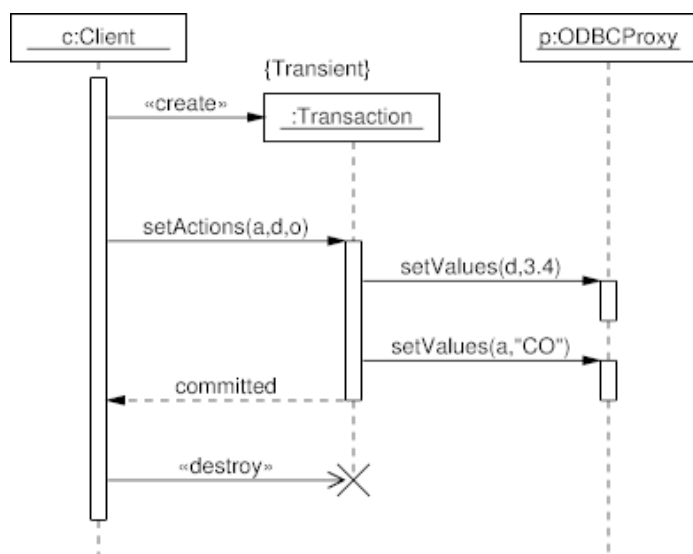 c:Client
p:ODBCProxy
{Transient}
«create»
:Transaction
setActions(a,d,o)
setValues(d,3.4)
setValues(a,"CO")
committed
«destroy»